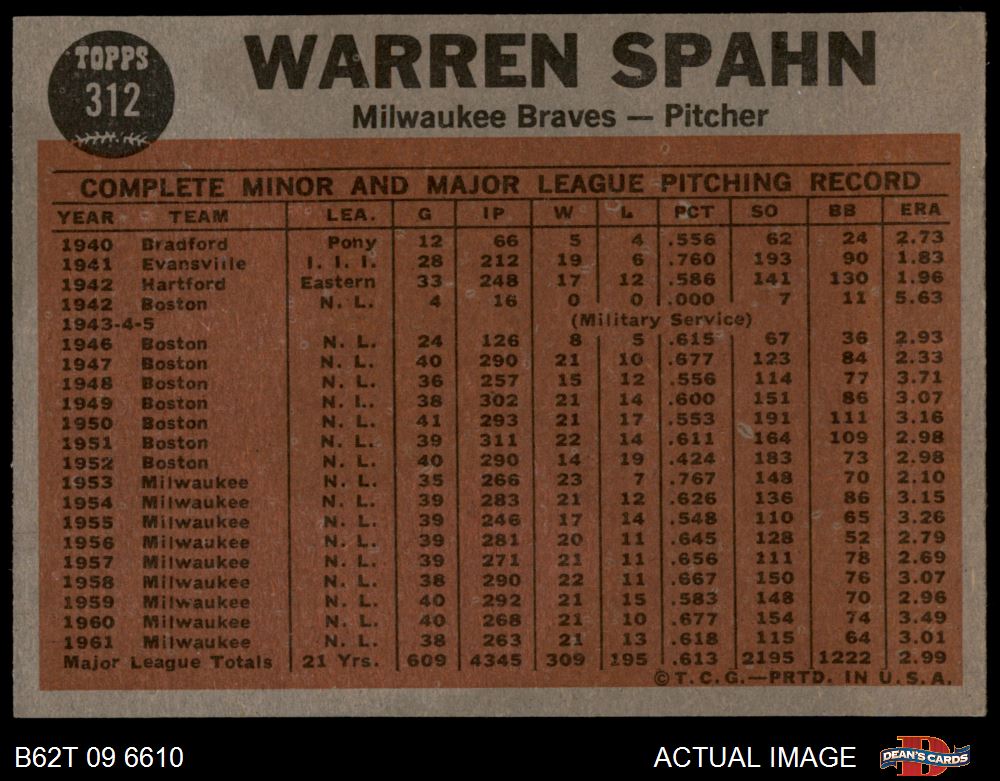 TOPPS
312
WARREN SPAHN
Milwaukee Braves — Pitcher
COMPLETE MINOR AND MAJOR LEAGUE PITCHING RECORD
YEAR TEAM LEA. G IP W L PCT SO BB ERA
1940 Bradford Pony 12 66 5 4 .556 62 24 2.73
1941 Evansville I. I. I. 28 212 19 6 .760 193 90 1.83
1942 Hartford Eastern 33 248 17 12 .586 141 130 1.96
1942 Boston N. L. 4 16 0 0 .000 7 11 5.63
1943-4-5 (Military Service)
1946 Boston N. L. 24 126 8 5 .615 67 36 2.93
1947 Boston N. L. 40 290 21 10 .677 123 84 2.33
1948 Boston N. L. 36 257 15 12 .556 114 77 3.71
1949 Boston N. L. 38 302 21 14 .600 151 86 3.07
1950 Boston N. L. 41 293 21 17 .553 191 111 3.16
1951 Boston N. L. 39 311 22 14 .611 164 109 2.98
1952 Boston N. L. 40 290 14 19 .424 183 73 2.98
1953 Milwaukee N. L. 35 266 23 7 .767 148 70 2.10
1954 Milwaukee N. L. 39 283 21 12 .626 136 86 3.15
1955 Milwaukee N. L. 39 246 17 14 .548 110 65 3.26
1956 Milwaukee N. L. 39 281 20 11 .645 128 52 2.79
1957 Milwaukee N. L. 39 271 21 11 .656 111 78 2.69
1958 Milwaukee N. L. 38 290 22 11 .667 150 76 3.07
1959 Milwaukee N. L. 40 292 21 15 .583 148 70 2.96
1960 Milwaukee N. L. 40 268 21 10 .677 154 74 3.49
1961 Milwaukee N. L. 38 263 21 13 .618 115 64 3.01
Major League Totals 21 Yrs. 609 4345 309 195 .613 2195 1222 2.99
© T.C.G.—PRTD. IN U.S.A.
B62T 09 6610 ACTUAL IMAGE DEAN'S CARDS